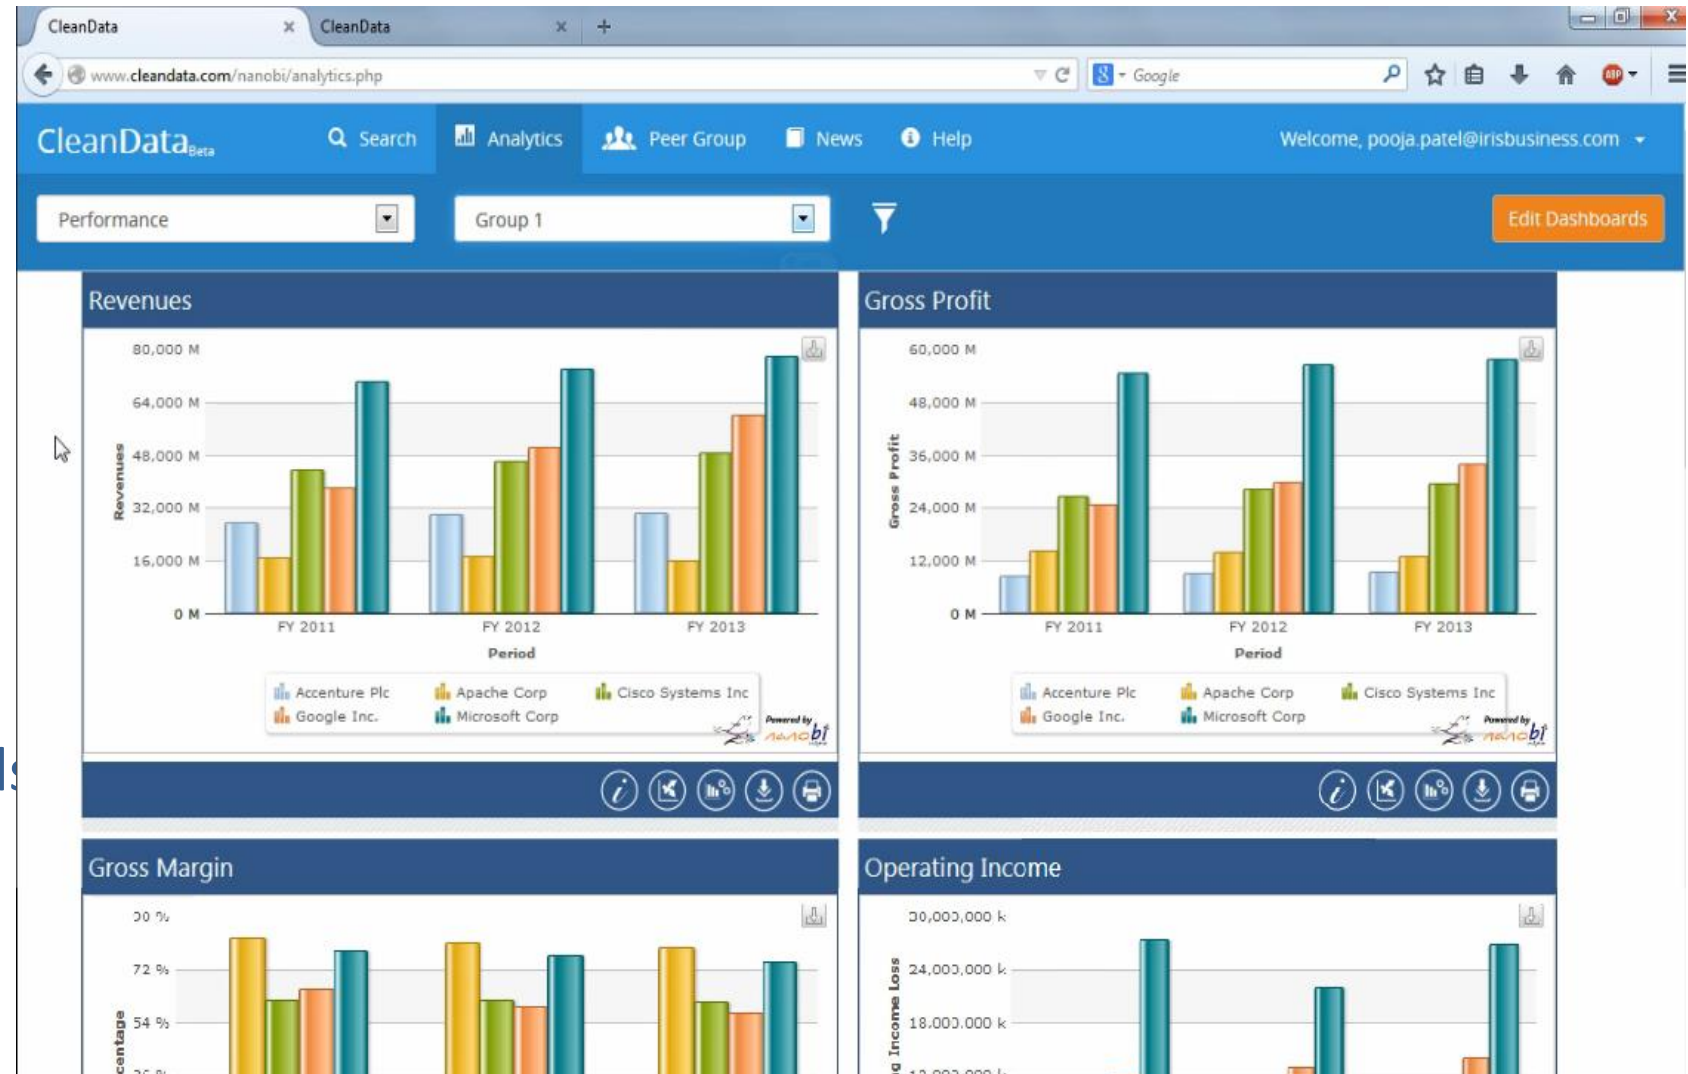 CleanData
CleanData
www.cleandata.com/nanobi/analytics.php
Google
ABP
CleanData Beta
Search
Analytics
Peer Group
News
Help
Welcome, pooja.patel@irisbusiness.com
Performance
Group 1
Edit Dashboards
Revenues
80,000 M
64,000 M
48,000 M
32,000 M
16,000 M
0 M
Revenues
FY 2011
FY 2012
FY 2013
Period
Accenture Plc
Apache Corp
Cisco Systems Inc
Google Inc.
Microsoft Corp
Powered by
nanobi
Gross Profit
60,000 M
48,000 M
36,000 M
24,000 M
12,000 M
0 M
Gross Profit
FY 2011
FY 2012
FY 2013
Period
Accenture Plc
Apache Corp
Cisco Systems Inc
Google Inc.
Microsoft Corp
Powered by
nanobi
Gross Margin
72 %
54 %
Operating Income
24,000,000 k
18,000,000 k
Income Loss